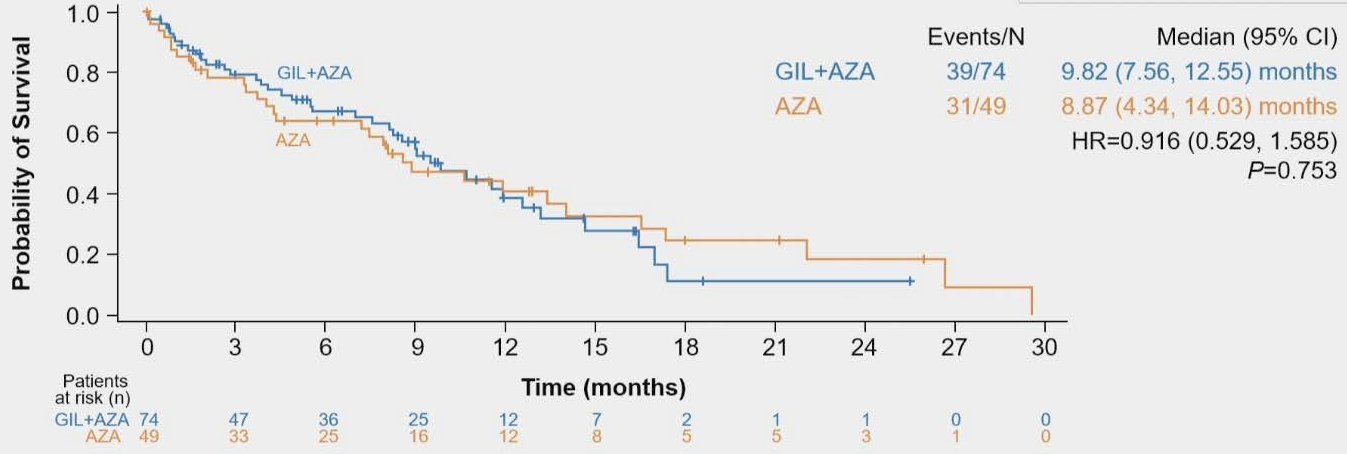 Events/N Median (95% CI)
GIL+AZA 39/74 9.82 (7.56, 12.55) months
AZA 31/49 8.87 (4.34, 14.03) months
HR=0.916 (0.529, 1.585)
P=0.753
Probability of Survival
1.0
0.8
0.6
0.4
0.2
0.0
GIL+AZA
AZA
0 3 6 9 12 15 18 21 24 27 30
Time (months)
Patients
at risk (n)
GIL+AZA 74 47 36 25 12 7 2 1 1 0 0
AZA 49 33 25 16 12 8 5 5 3 1 0